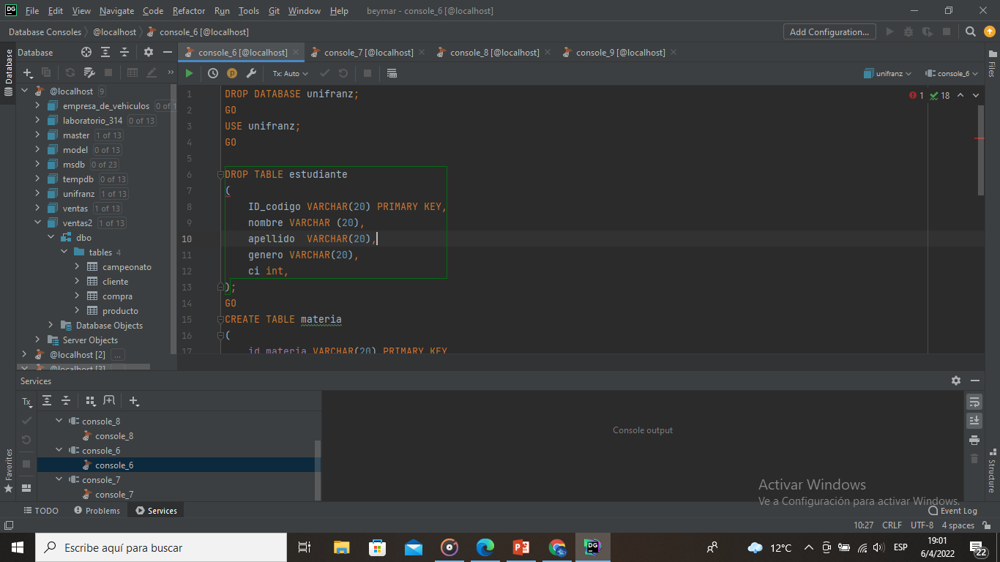 File Edit View Navigate Code Refactor Run Tools Git Window Help beymar - console_6 [@localhost]
Database Consoles @localhost console_6 [@localhost] Add Configuration...
Database
console_6 [@localhost] console_7 [@localhost] console_8 [@localhost] console_9 [@localhost]
Tx: Auto unifranz console_6
Database
Favorites
Files
Structure
@localhost 9
empresa_de_vehiculos 0 of 1
laboratorio_314 0 of 13
master 1 of 13
model 0 of 13
msdb 0 of 23
tempdb 0 of 13
unifranz 1 of 13
ventas 1 of 13
ventas2 1 of 13
dbo
tables 4
campeonato
cliente
compra
producto
Database Objects
Server Objects
@localhost [2] ...
@localhost [3]
1 18
1 DROP DATABASE unifranz;
2 GO
3 USE unifranz;
4 GO
5
6 DROP TABLE estudiante
7 (
8 ID_codigo VARCHAR(20) PRIMARY KEY,
9 nombre VARCHAR (20),
10 apellido  VARCHAR(20),
11 genero VARCHAR(20),
12 ci int,
13 );
14 GO
15 CREATE TABLE materia
16 (
17 id_materia VARCHAR(20) PRIMARY KEY
Services
Tx
console_8
console_8
console_6
console_6
console_7
console_7
Console output
Activar Windows
Ve a Configuración para activar Windows.
TODO Problems Services Event Log
10:27 CRLF UTF-8 4 spaces
Escribe aquí para buscar
12°C ESP
19:01
6/4/2022
22